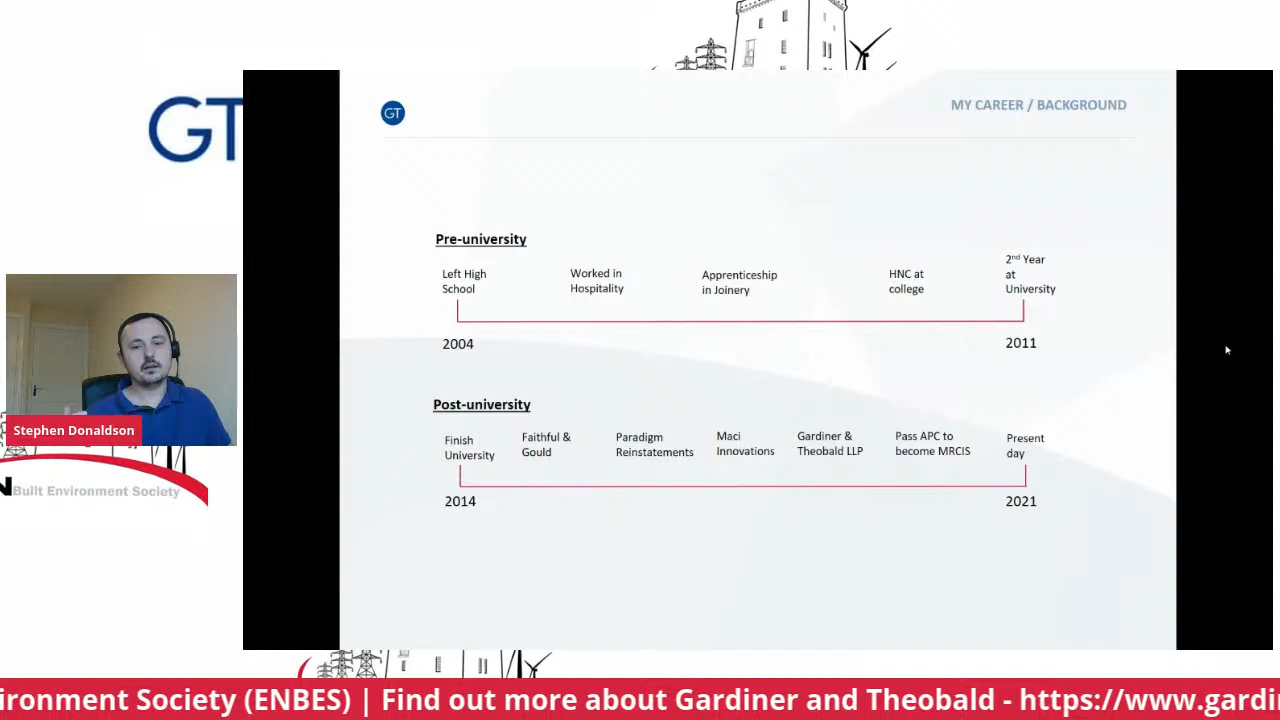 GT
GT
MY CAREER / BACKGROUND
Pre-university
Left High
School
Worked in
Hospitality
Apprenticeship
in Joinery
HNC at
college
2nd Year
at
University
2004
2011
Post-university
Finish
University
Faithful &
Gould
Paradigm
Reinstatements
Maci
Innovations
Gardiner &
Theobald LLP
Pass APC to
become MRCIS
Present
day
2014
2021
Stephen Donaldson
N
Built Environment Society
ironment Society (ENBES) | Find out more about Gardiner and Theobald - https://www.gardi